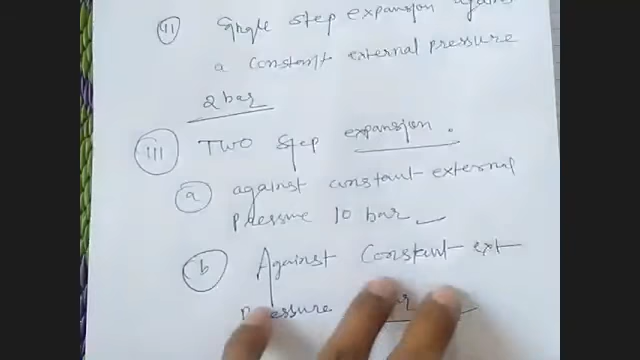 (ii) Single step expansion against
a constant external pressure
2 bar
(iii) Two step expansion.
(a) against constant external
pressure 10 bar
(b) Against Constant ext
pressure